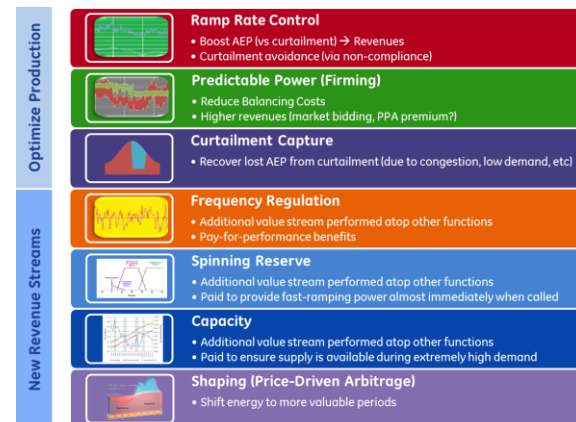 Optimize Production
Ramp Rate Control
• Boost AEP (vs curtailment) → Revenues
• Curtailment avoidance (via non-compliance)
Predictable Power (Firming)
• Reduce Balancing Costs
• Higher revenues (market bidding, PPA premium?)
Curtailment Capture
• Recover lost AEP from curtailment (due to congestion, low demand, etc)
New Revenue Streams
Frequency Regulation
• Additional value stream performed atop other functions
• Pay-for-performance benefits
Spinning Reserve
• Additional value stream performed atop other functions
• Paid to provide fast-ramping power almost immediately when called
Capacity
• Additional value stream performed atop other functions
• Paid to ensure supply is available during extremely high demand
Shaping (Price-Driven Arbitrage)
• Shift energy to more valuable periods